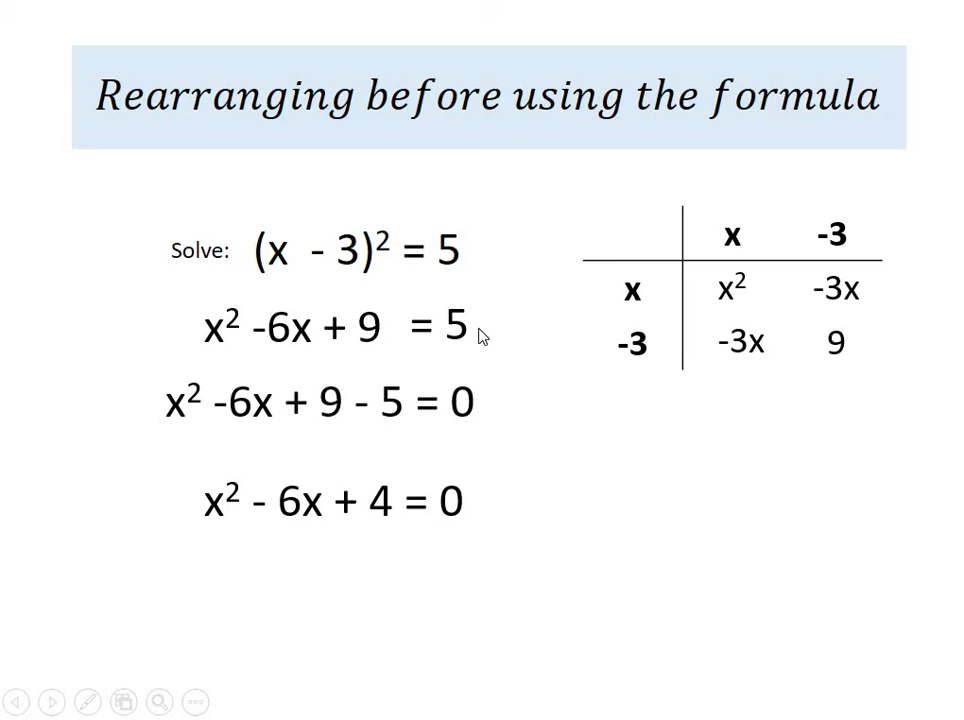 Rearranging before using the formula
Solve: (x - 3)² = 5
x² -6x + 9 = 5
x² -6x + 9 - 5 = 0
x² - 6x + 4 = 0
x -3
x x² -3x
-3 -3x 9